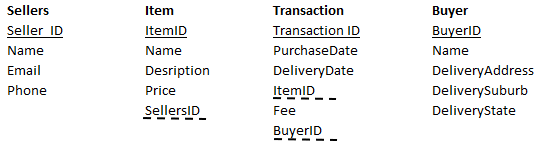 Sellers Item Transaction Buyer
Seller_ID ItemID Transaction ID BuyerID
Name Name PurchaseDate Name
Email Desription DeliveryDate DeliveryAddress
Phone Price ItemID DeliverySuburb
SellersID Fee DeliveryState
BuyerID